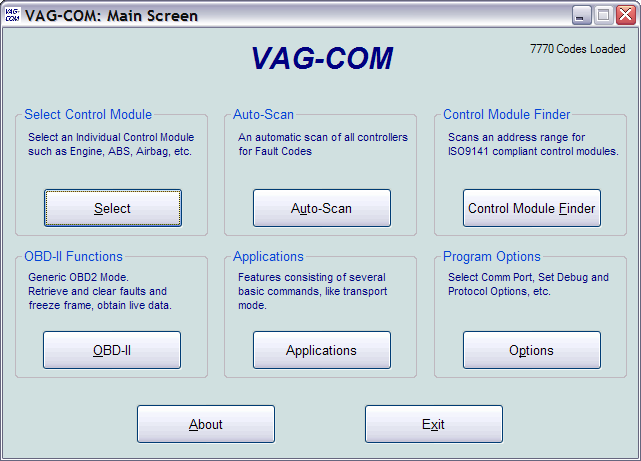 VAG-COM
VAG-COM: Main Screen
VAG-COM
7770 Codes Loaded
Select Control Module
Select an Individual Control Module
such as Engine, ABS, Airbag, etc.
Select
Auto-Scan
An automatic scan of all controllers
for Fault Codes
Auto-Scan
Control Module Finder
Scans an address range for
ISO9141 compliant control modules.
Control Module Finder
OBD-II Functions
Generic OBD2 Mode.
Retrieve and clear faults and
freeze frame, obtain live data.
OBD-II
Applications
Features consisting of several
basic commands, like transport
mode.
Applications
Program Options
Select Comm Port, Set Debug and
Protocol Options, etc.
Options
About
Exit